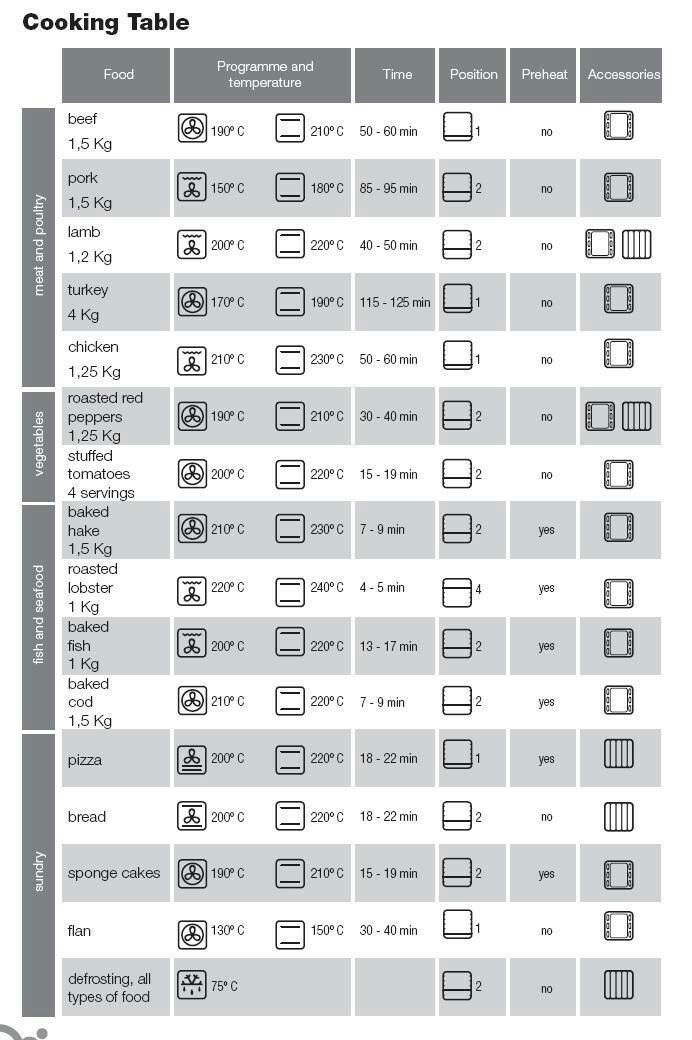 Cooking Table
Food
Programme and
temperature
Time
Position
Preheat
Accessories
meat and poultry
beef
1,5 Kg
190º C
210º C
50 - 60 min
1
no
pork
1,5 Kg
150º C
180º C
85 - 95 min
2
no
lamb
1,2 Kg
200º C
220º C
40 - 50 min
2
no
turkey
4 Kg
170º C
190º C
115 - 125 min
1
no
chicken
1,25 Kg
210º C
230º C
50 - 60 min
1
no
vegetables
roasted red
peppers
1,25 Kg
190º C
210º C
30 - 40 min
2
no
stuffed
tomatoes
4 servings
200º C
220º C
15 - 19 min
2
no
fish and seafood
baked
hake
1,5 Kg
210º C
230º C
7 - 9 min
2
yes
roasted
lobster
1 Kg
220º C
240º C
4 - 5 min
4
yes
baked
fish
1 Kg
200º C
220º C
13 - 17 min
2
yes
baked
cod
1,5 Kg
210º C
220º C
7 - 9 min
2
yes
sundry
pizza
200º C
220º C
18 - 22 min
1
yes
bread
200º C
220º C
18 - 22 min
2
no
sponge cakes
190º C
210º C
15 - 19 min
2
yes
flan
130º C
150º C
30 - 40 min
1
no
defrosting, all
types of food
75º C
2
no